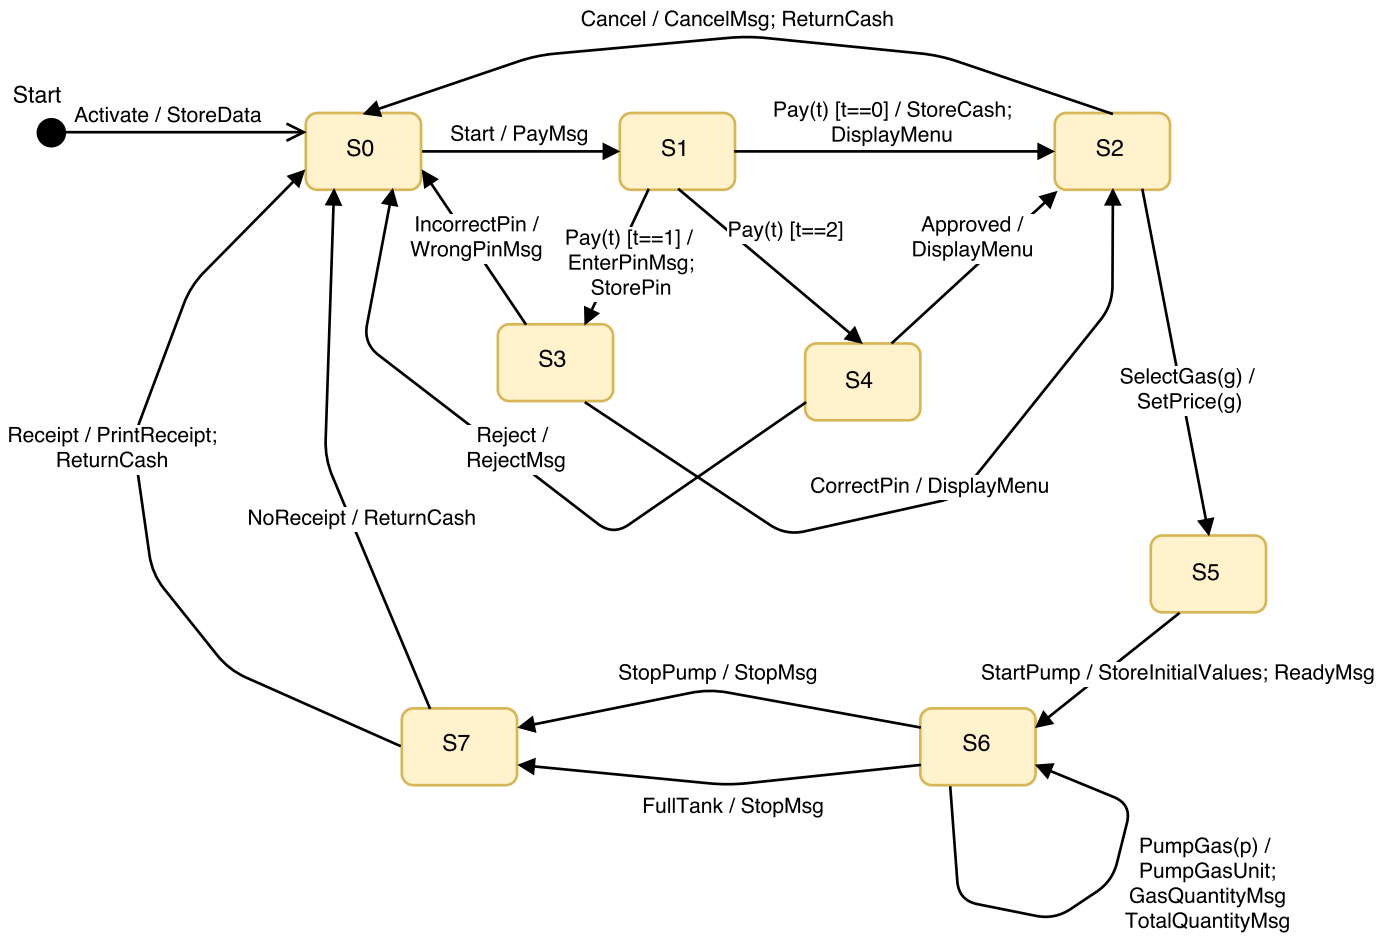 Cancel / CancelMsg; ReturnCash
Start
Activate / StoreData
S0
Start / PayMsg
S1
Pay(t) [t==0] / StoreCash;
DisplayMenu
S2
IncorrectPin /
WrongPinMsg
Pay(t) [t==1] /
EnterPinMsg;
StorePin
Pay(t) [t==2]
Approved /
DisplayMenu
S3
S4
SelectGas(g) /
SetPrice(g)
Receipt / PrintReceipt;
ReturnCash
Reject /
RejectMsg
CorrectPin / DisplayMenu
NoReceipt / ReturnCash
S5
StopPump / StopMsg
StartPump / StoreInitialValues; ReadyMsg
S7
S6
FullTank / StopMsg
PumpGas(p) /
PumpGasUnit;
GasQuantityMsg
TotalQuantityMsg